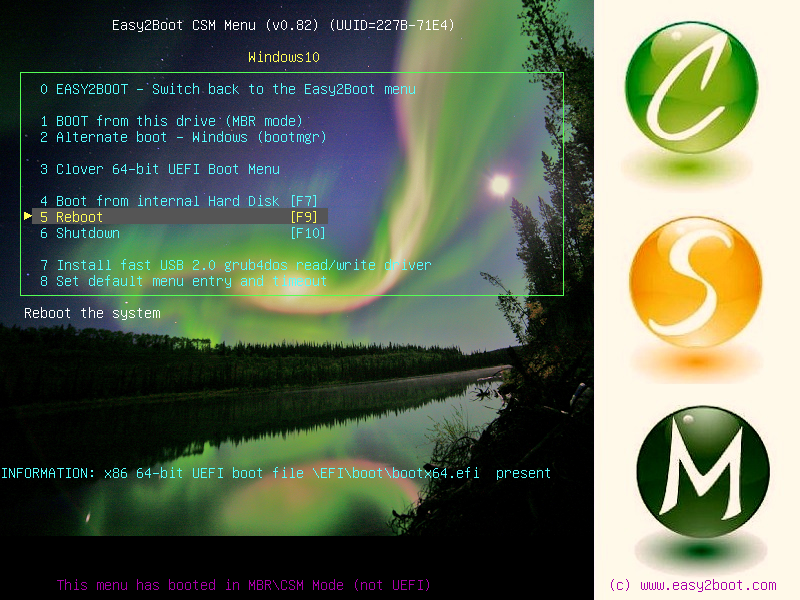 Easy2Boot CSM Menu (v0.82) (UUID=227B-71E4)
Windows10
0 EASY2BOOT - Switch back to the Easy2Boot menu
1 BOOT from this drive (MBR mode)
2 Alternate boot - Windows (bootmgr)
3 Clover 64-bit UEFI Boot Menu
4 Boot from internal Hard Disk [F7]
5 Reboot [F9]
6 Shutdown [F10]
7 Install fast USB 2.0 grub4dos read/write driver
8 Set default menu entry and timeout
Reboot the system
INFORMATION: x86 64-bit UEFI boot file \EFI\boot\bootx64.efi  present
This menu has booted in MBR\CSM Mode (not UEFI)
C
S
M
(c) www.easy2boot.com